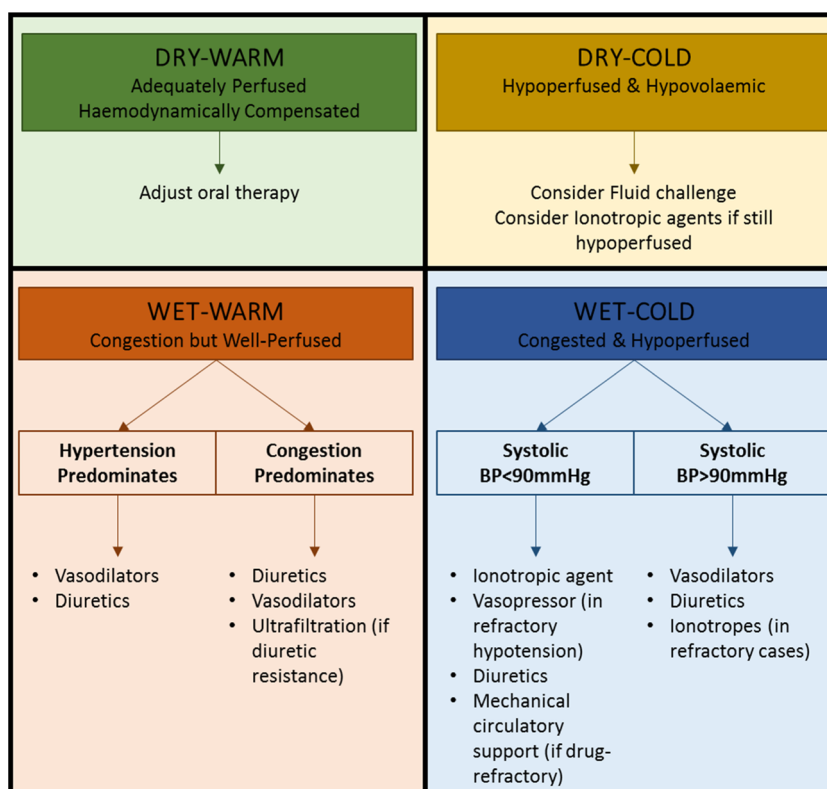 DRY-WARM
Adequately Perfused
Haemodynamically Compensated
Adjust oral therapy
DRY-COLD
Hypoperfused & Hypovolaemic
Consider Fluid challenge
Consider Ionotropic agents if still
hypoperfused
WET-WARM
Congestion but Well-Perfused
Hypertension
Predominates
• Vasodilators
• Diuretics
Congestion
Predominates
• Diuretics
• Vasodilators
• Ultrafiltration (if
diuretic
resistance)
WET-COLD
Congested & Hypoperfused
Systolic
BP<90mmHg
• Ionotropic agent
• Vasopressor (in
refractory
hypotension)
• Diuretics
• Mechanical
circulatory
support (if drug-
refractory)
Systolic
BP>90mmHg
• Vasodilators
• Diuretics
• Ionotropes (in
refractory cases)